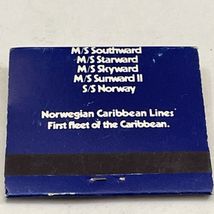 M/S Southward
M/S Starward
M/S Skyward
M/S Sunward II
S/S Norway
Norwegian Caribbean Lines
First fleet of the Caribbean.